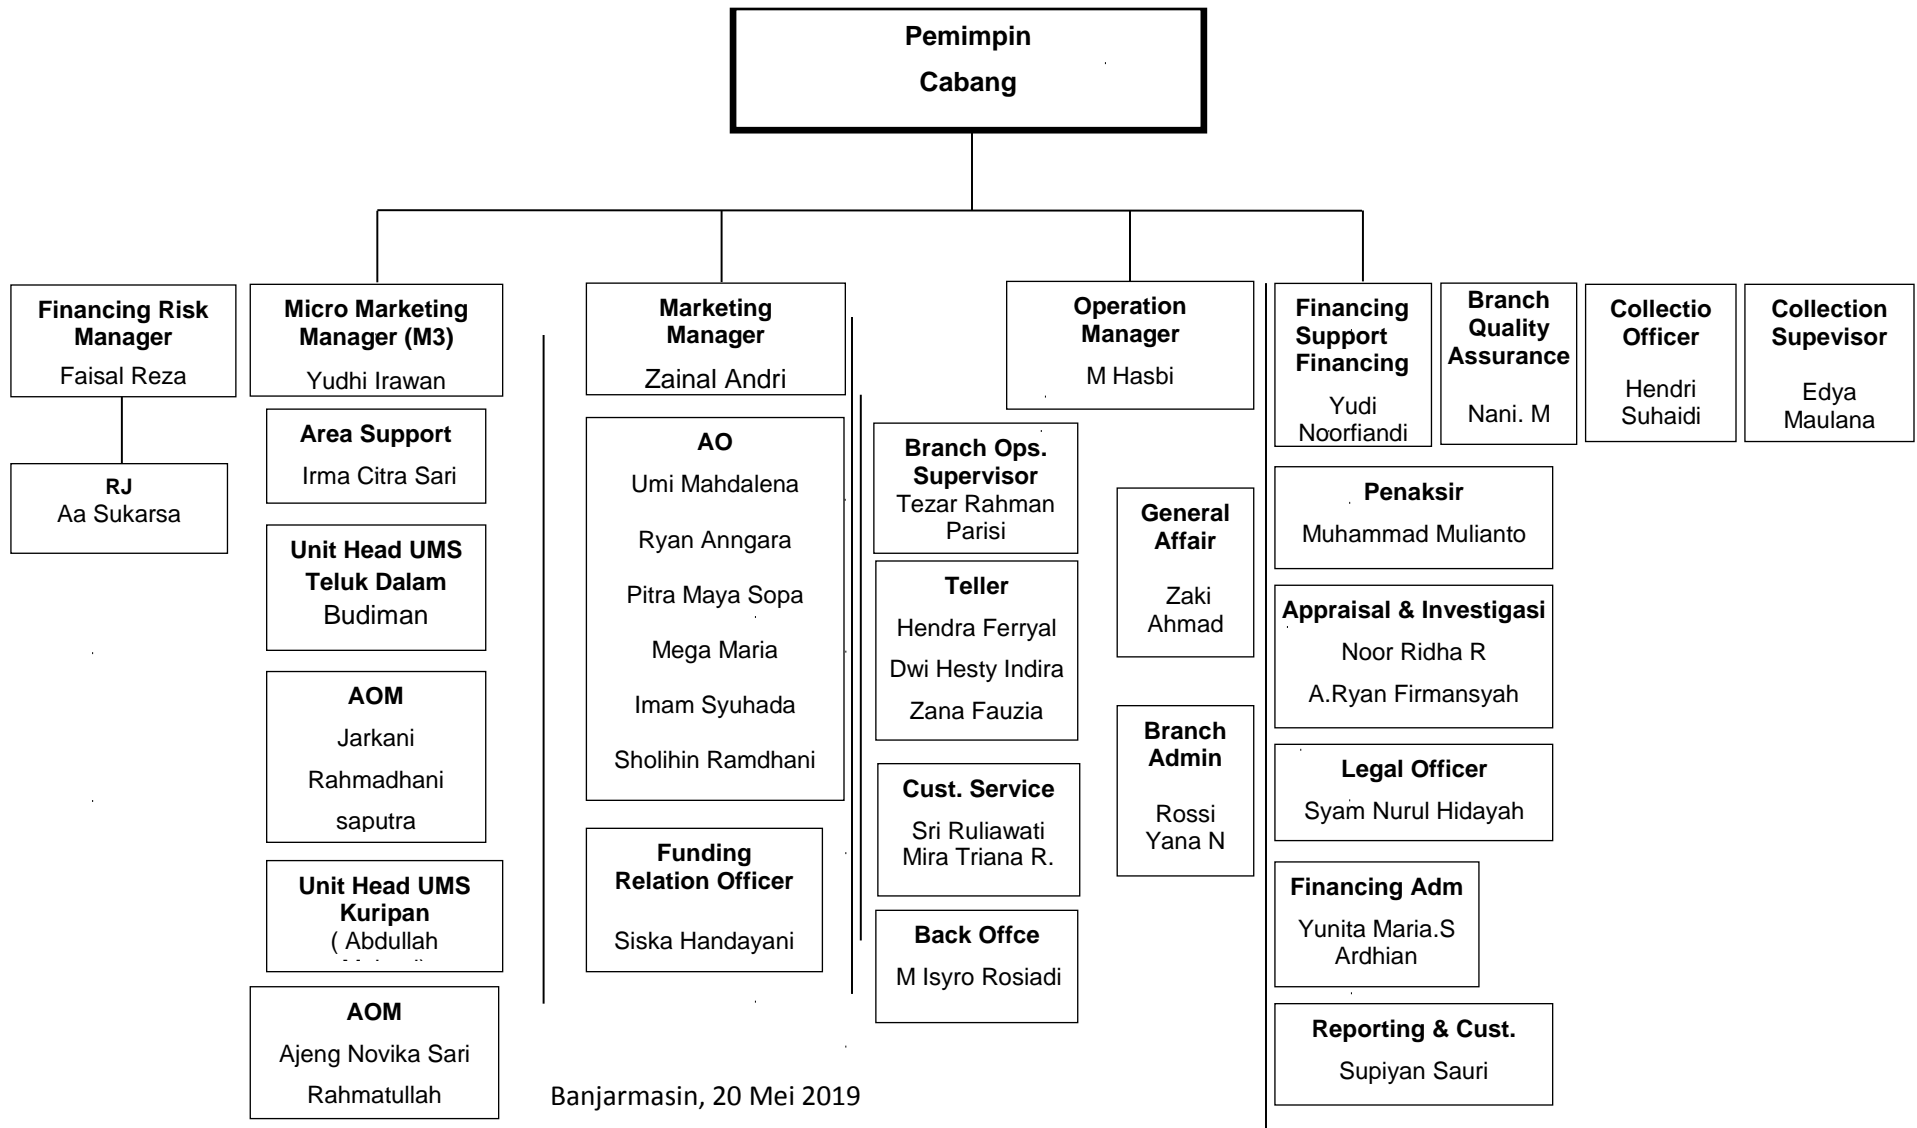 Pemimpin
Cabang
Financing Risk
Manager
Faisal Reza
RJ
Aa Sukarsa
Micro Marketing
Manager (M3)
Yudhi Irawan
Area Support
Irma Citra Sari
Unit Head UMS
Teluk Dalam
Budiman
AOM
Jarkani
Rahmadhani
saputra
Unit Head UMS
Kuripan
( Abdullah
AOM
Ajeng Novika Sari
Rahmatullah
Marketing
Manager
Zainal Andri
AO
Umi Mahdalena
Ryan Anngara
Pitra Maya Sopa
Mega Maria
Imam Syuhada
Sholihin Ramdhani
Funding
Relation Officer
Siska Handayani
Operation
Manager
M Hasbi
Branch Ops.
Supervisor
Tezar Rahman
Parisi
Teller
Hendra Ferryal
Dwi Hesty Indira
Zana Fauzia
Cust. Service
Sri Ruliawati
Mira Triana R.
Back Offce
M Isyro Rosiadi
General
Affair
Zaki
Ahmad
Branch
Admin
Rossi
Yana N
Financing
Support
Financing
Yudi
Noorfiandi
Branch
Quality
Assurance
Nani. M
Collectio
Officer
Hendri
Suhaidi
Collection
Supevisor
Edya
Maulana
Penaksir
Muhammad Mulianto
Appraisal & Investigasi
Noor Ridha R
A.Ryan Firmansyah
Legal Officer
Syam Nurul Hidayah
Financing Adm
Yunita Maria.S
Ardhian
Reporting & Cust.
Supiyan Sauri
Banjarmasin, 20 Mei 2019